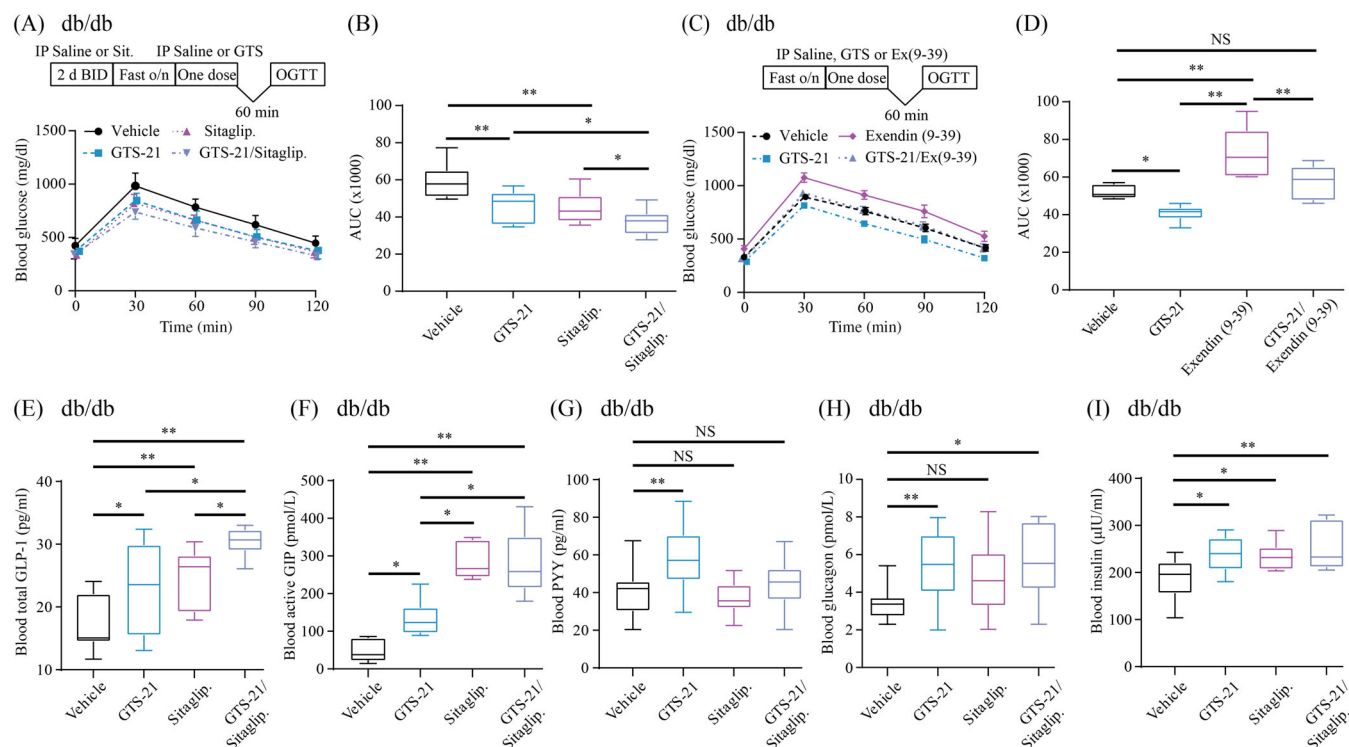 (A) db/db
IP Saline or Sit. IP Saline or GTS
2 d BID Fast o/n One dose OGTT
60 min
Vehicle Sitaglip.
GTS-21 GTS-21/Sitaglip.
Blood glucose (mg/dl)
1500
1000
500
0
0 30 60 90 120
Time (min)
(B)
** 
** *
*
AUC (x1000)
100
80
60
40
20
0
Vehicle
GTS-21
Sitaglip.
GTS-21/
Sitaglip.
(C) db/db
IP Saline, GTS or Ex(9-39)
Fast o/n One dose OGTT
60 min
Vehicle Exendin (9-39)
GTS-21 GTS-21/Ex(9-39)
Blood glucose (mg/dl)
1500
1000
500
0
0 30 60 90 120
Time (min)
(D)
NS
**
** **
*
AUC (x1000)
100
80
60
40
20
0
Vehicle
GTS-21
Exendin (9-39)
GTS-21/
Exendin (9-39)
(E) db/db
**
**
* *
*
Blood total GLP-1 (pg/ml)
40
30
20
10
Vehicle
GTS-21
Sitaglip.
GTS-21/
Sitaglip.
(F) db/db
**
**
*
*
*
Blood active GIP (pmol/L)
500
400
300
200
100
0
Vehicle
GTS-21
Sitaglip.
GTS-21/
Sitaglip.
(G) db/db
NS
NS
**
Blood PYY (pg/ml)
100
80
60
40
20
0
Vehicle
GTS-21
Sitaglip.
GTS-21/
Sitaglip.
(H) db/db
*
NS
**
Blood glucagon (pmol/L)
10
8
6
4
2
0
Vehicle
GTS-21
Sitaglip.
GTS-21/
Sitaglip.
(I) db/db
**
*
*
Blood insulin (μIU/ml)
400
300
200
100
0
Vehicle
GTS-21
Sitaglip.
GTS-21/
Sitaglip.